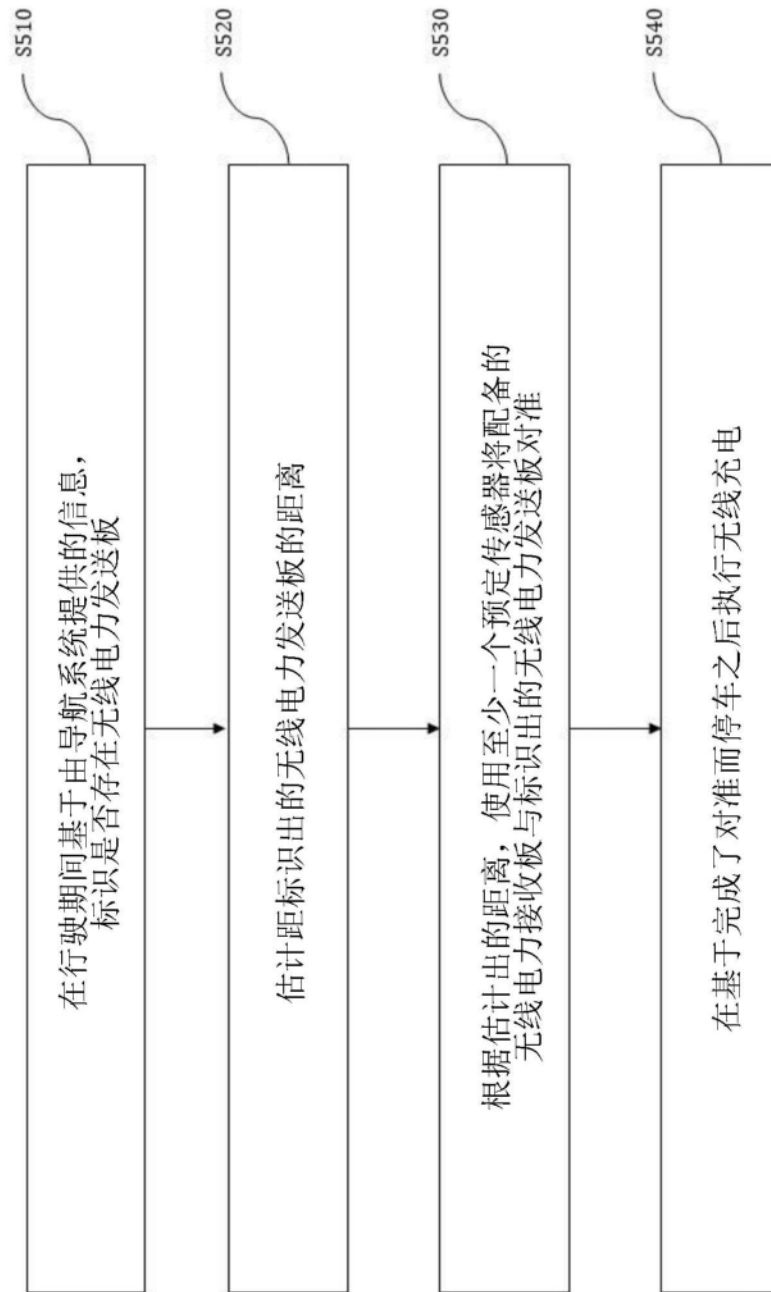 S510
在行驶期间基于由导航系统提供的信息，
标识是否存在无线电力发送板
S520
估计距标识出的无线电力发送板的距离
S530
根据估计出的距离，使用至少一个预定传感器将配备的
无线电力接收板与标识出的无线电力发送板对准
S540
在基于完成了对准而停车之后执行无线充电